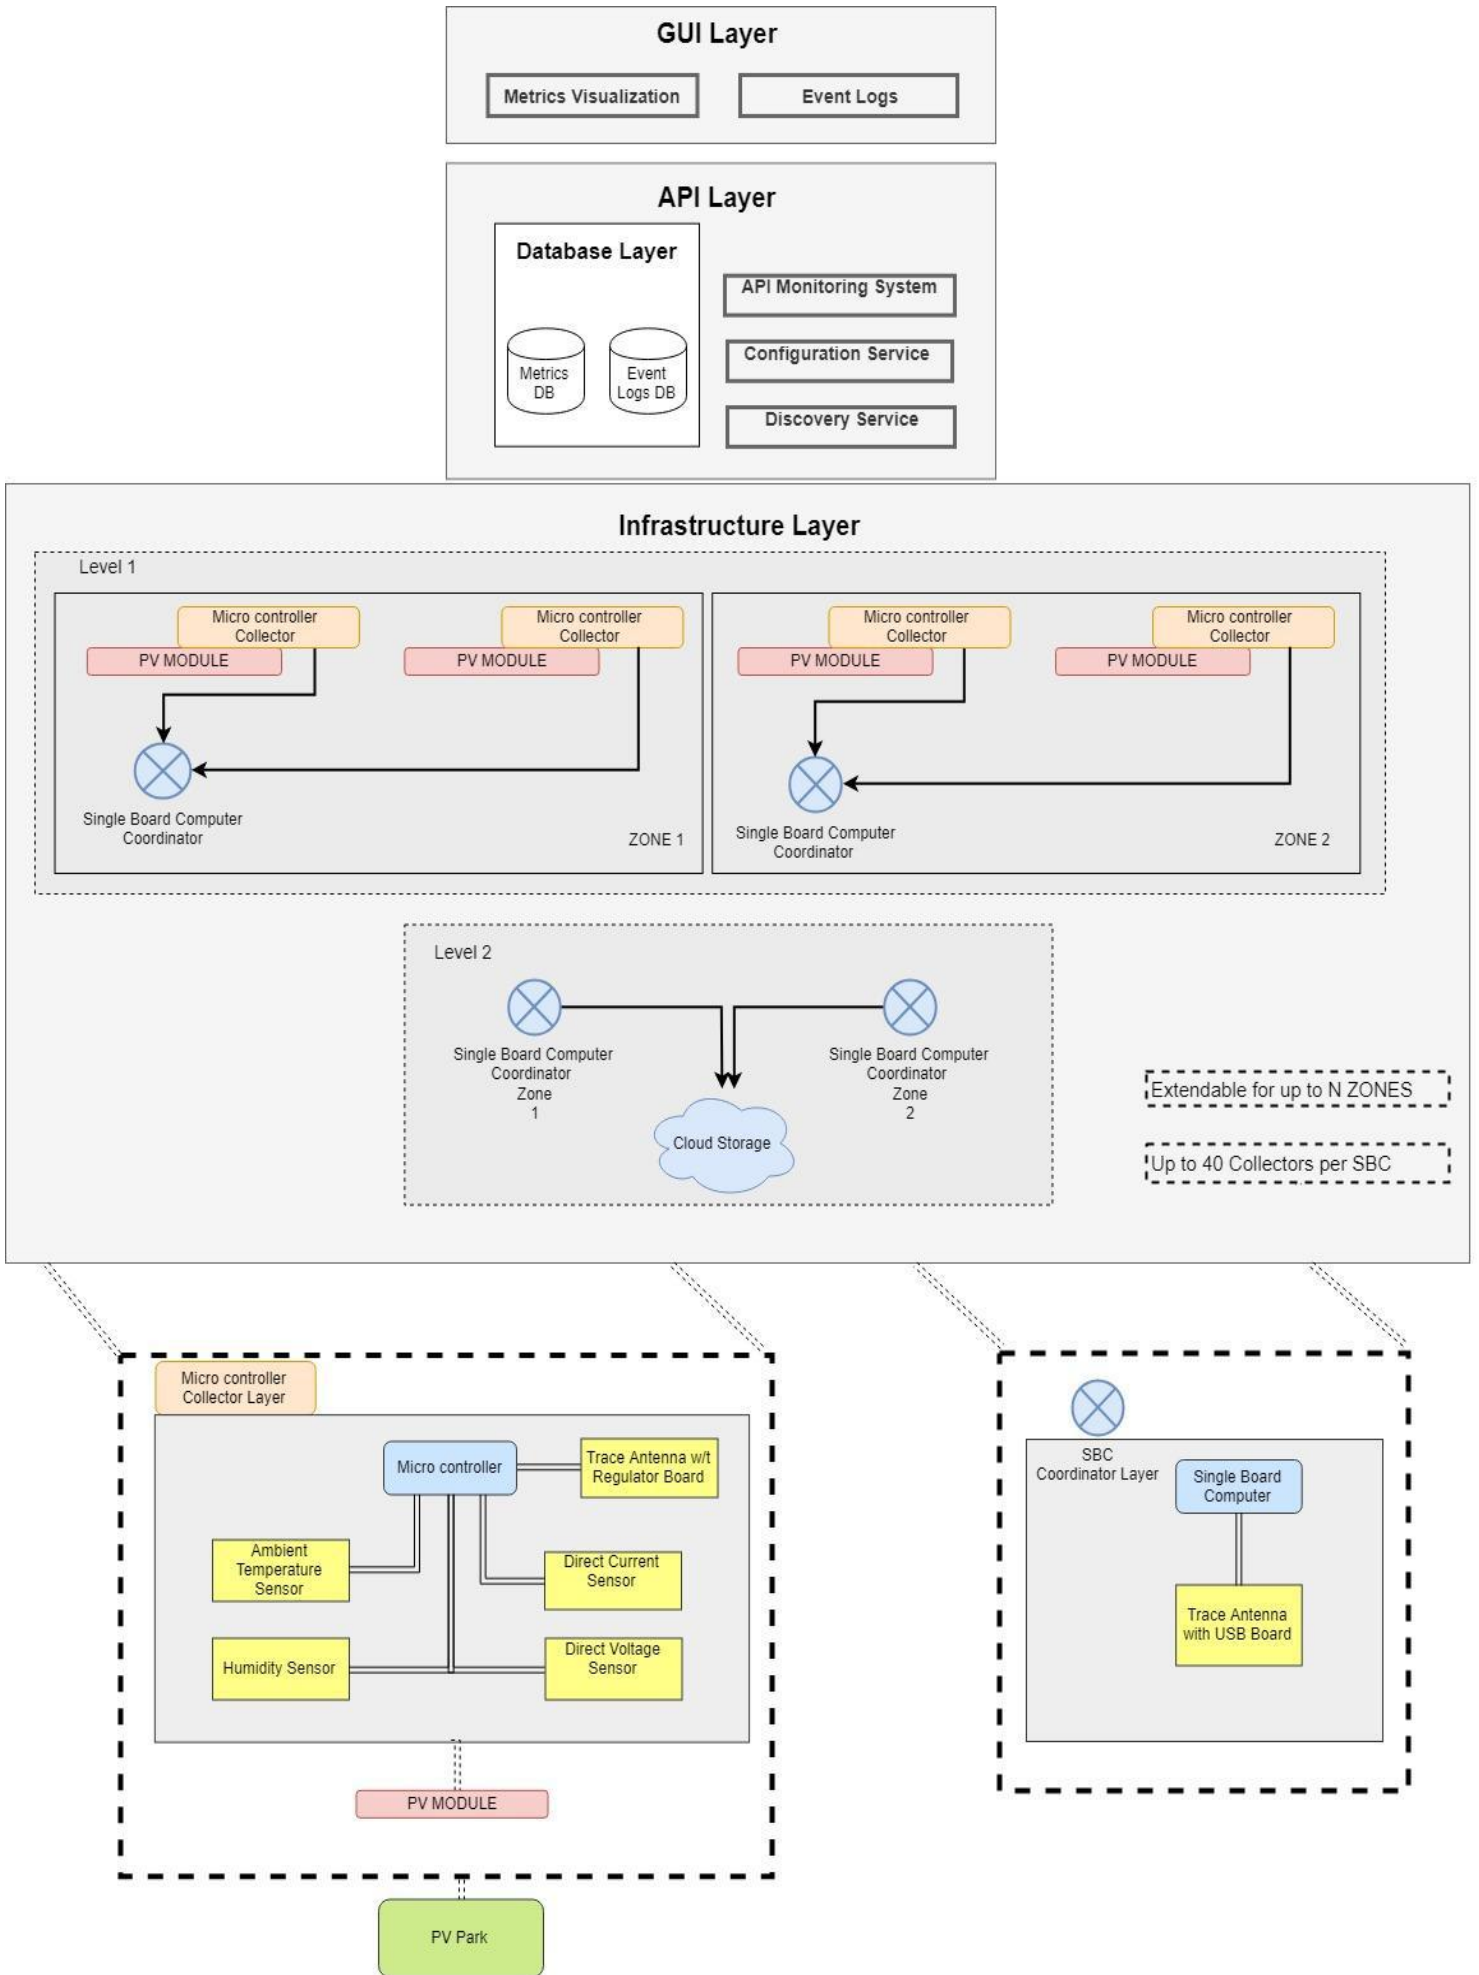 GUI Layer
Metrics Visualization
Event Logs
API Layer
Database Layer
Metrics
DB
Event
Logs DB
API Monitoring System
Configuration Service
Discovery Service
Infrastructure Layer
Level 1
Micro controller
Collector
PV MODULE
Micro controller
Collector
PV MODULE
Single Board Computer
Coordinator
ZONE 1
Micro controller
Collector
PV MODULE
Micro controller
Collector
PV MODULE
Single Board Computer
Coordinator
ZONE 2
Level 2
Single Board Computer
Coordinator
Zone
1
Single Board Computer
Coordinator
Zone
2
Cloud Storage
Extendable for up to N ZONES
Up to 40 Collectors per SBC
Micro controller
Collector Layer
Micro controller
Trace Antenna w/t
Regulator Board
Ambient
Temperature
Sensor
Direct Current
Sensor
Humidity Sensor
Direct Voltage
Sensor
PV MODULE
PV Park
SBC
Coordinator Layer
Single Board
Computer
Trace Antenna
with USB Board